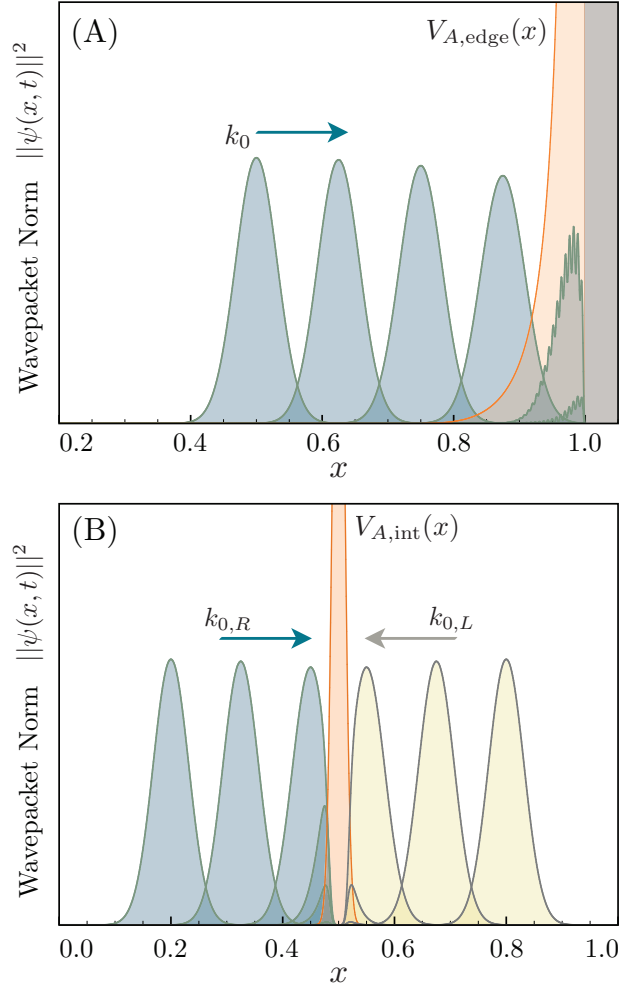 (A)
V_{A,edge}(x)
k_0
Wavepacket Norm ||ψ(x, t)||^2
0.2 0.4 0.6 0.8 1.0
x
(B)
V_{A,int}(x)
k_{0,R} k_{0,L}
Wavepacket Norm ||ψ(x, t)||^2
0.0 0.2 0.4 0.6 0.8 1.0
x